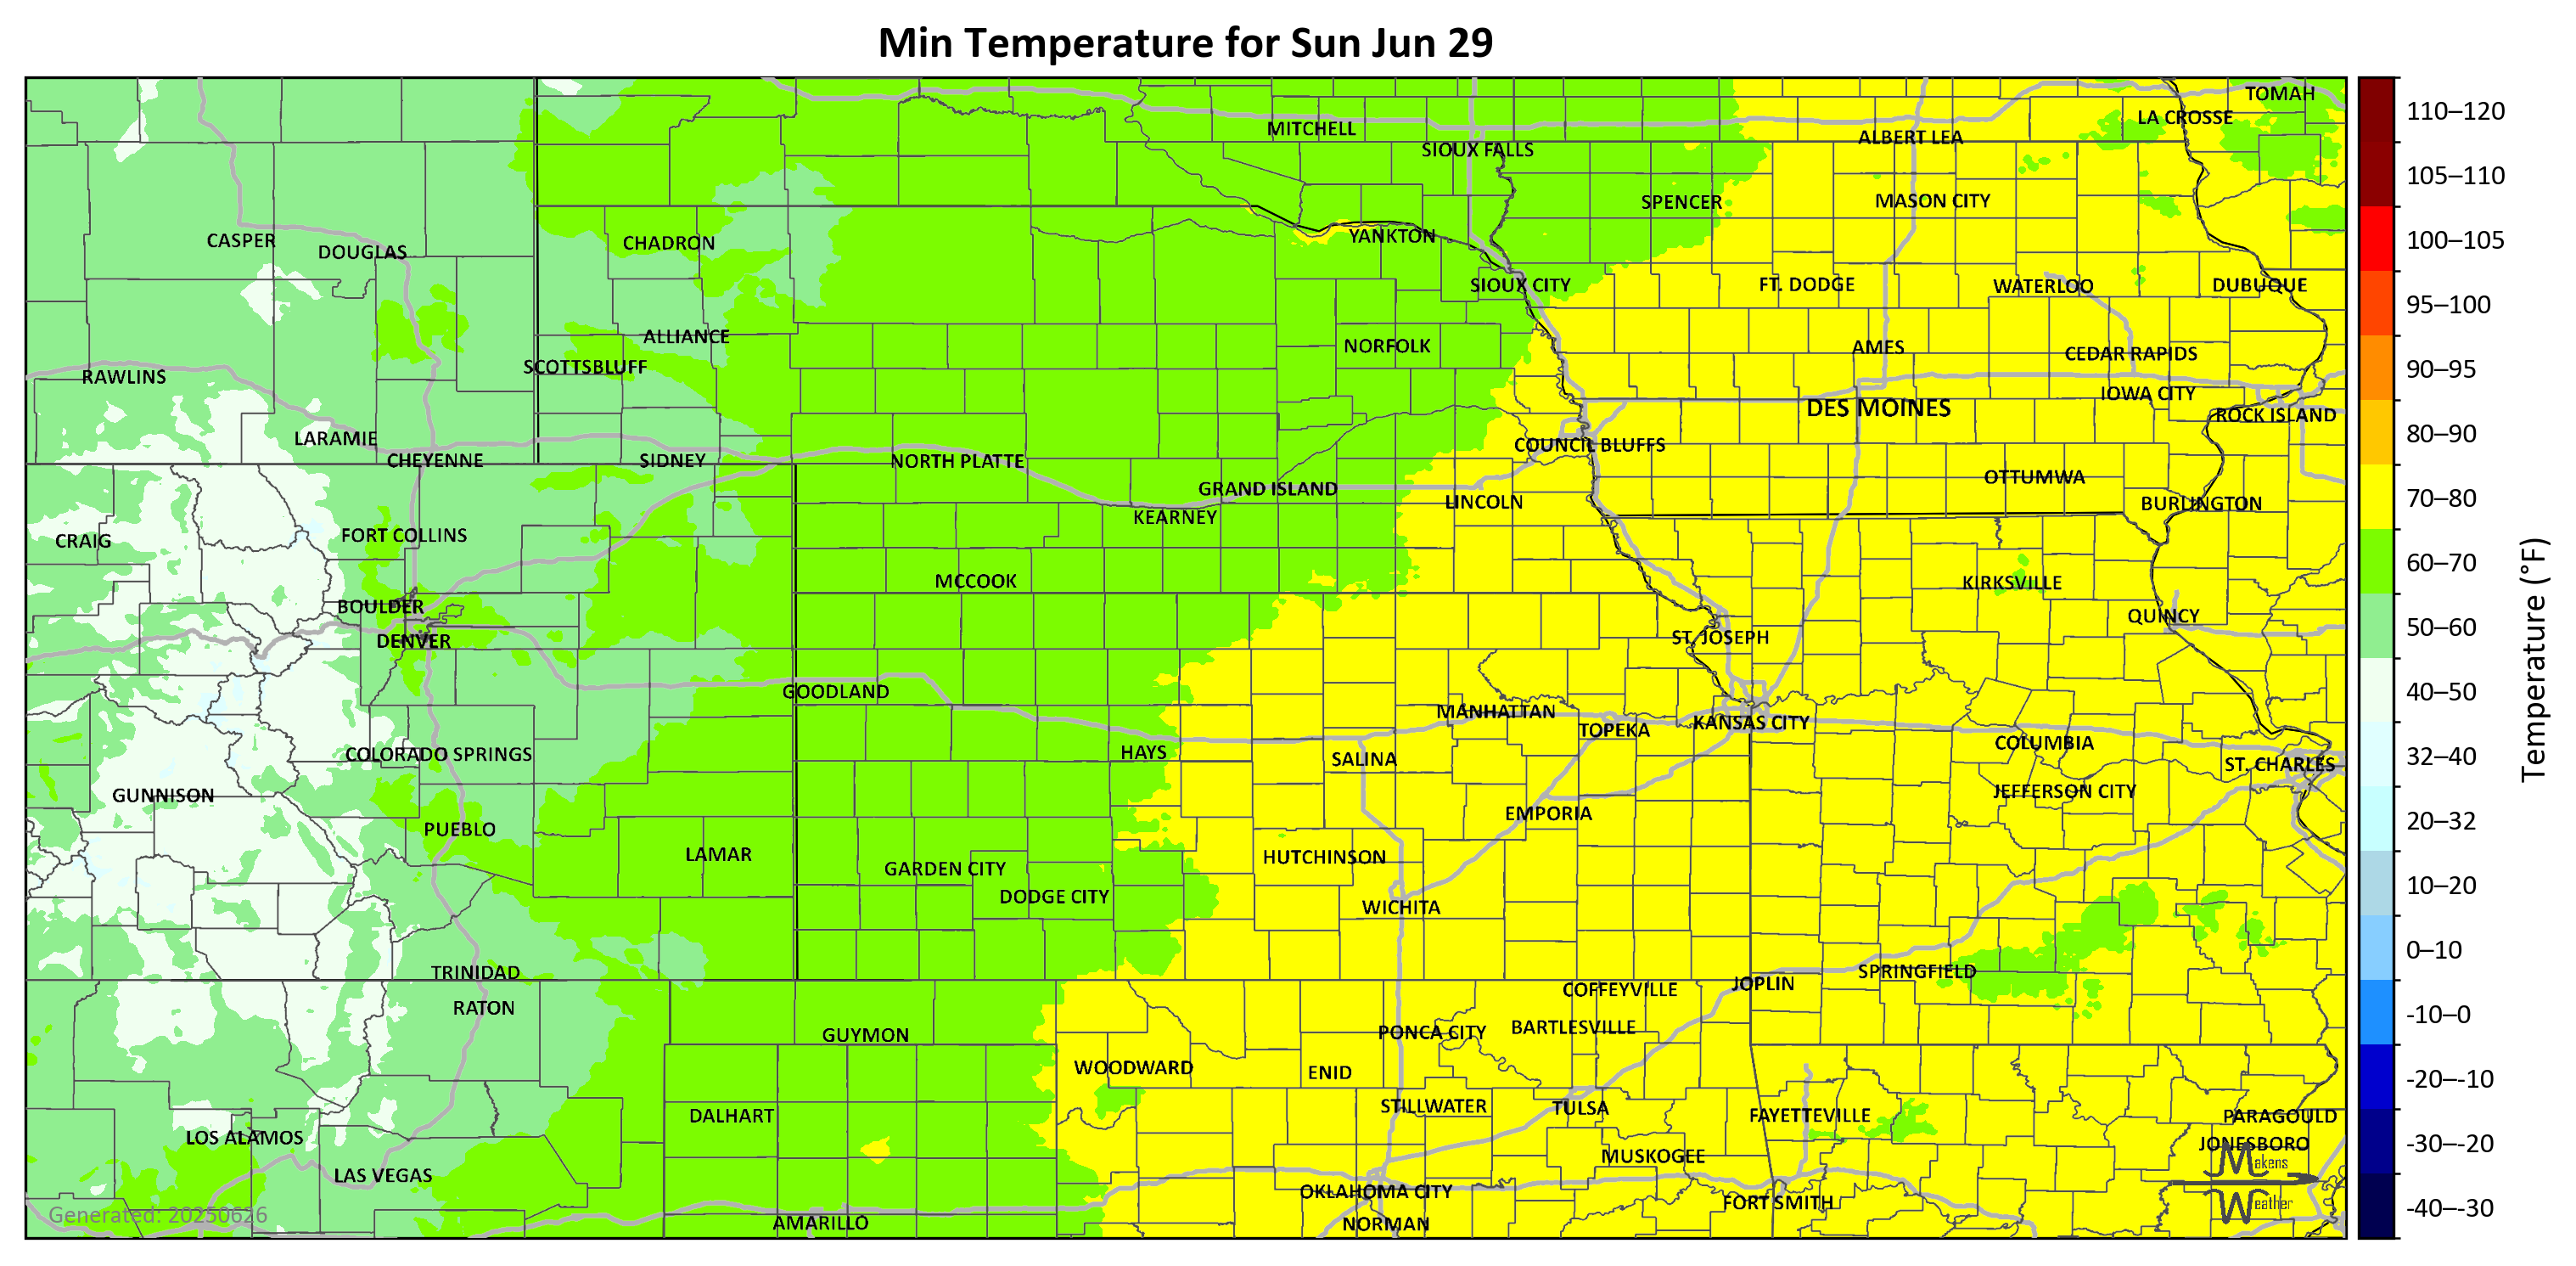 Min Temperature for Sun Jun 29
TOMAH
LA CROSSE
MITCHELL
ALBERT LEA
SIOUX FALLS
MASON CITY
SPENCER
YANKTON
CASPER
CHADRON
DOUGLAS
SIOUX CITY
FT. DODGE
WATERLOO
DUBUQUE
ALLIANCE
NORFOLK
AMES
CEDAR RAPIDS
SCOTTSBLUFF
RAWLINS
IOWA CITY
DES MOINES
ROCK ISLAND
LARAMIE
COUNCIL BLUFFS
CHEYENNE
SIDNEY
NORTH PLATTE
OTTUMWA
GRAND ISLAND
LINCOLN
BURLINGTON
KEARNEY
FORT COLLINS
CRAIG
MCCOOK
KIRKSVILLE
BOULDER
QUINCY
DENVER
ST. JOSEPH
GOODLAND
MANHATTAN
KANSAS CITY
TOPEKA
COLUMBIA
HAYS
COLORADO SPRINGS
SALINA
ST. CHARLES
JEFFERSON CITY
GUNNISON
EMPORIA
PUEBLO
LAMAR
HUTCHINSON
GARDEN CITY
DODGE CITY
WICHITA
TRINIDAD
SPRINGFIELD
JOPLIN
COFFEYVILLE
RATON
BARTLESVILLE
PONCA CITY
GUYMON
WOODWARD
ENID
STILLWATER
TULSA
DALHART
FAYETTEVILLE
PARAGOULD
LOS ALAMOS
JONESBORO
MUSKOGEE
LAS VEGAS
OKLAHOMA CITY
FORT SMITH
AMARILLO
NORMAN
Generated: 20250626
Makens
Weather
110–120
105–110
100–105
95–100
90–95
80–90
70–80
60–70
50–60
40–50
32–40
20–32
10–20
0–10
-10–0
-20–-10
-30–-20
-40–-30
Temperature (°F)